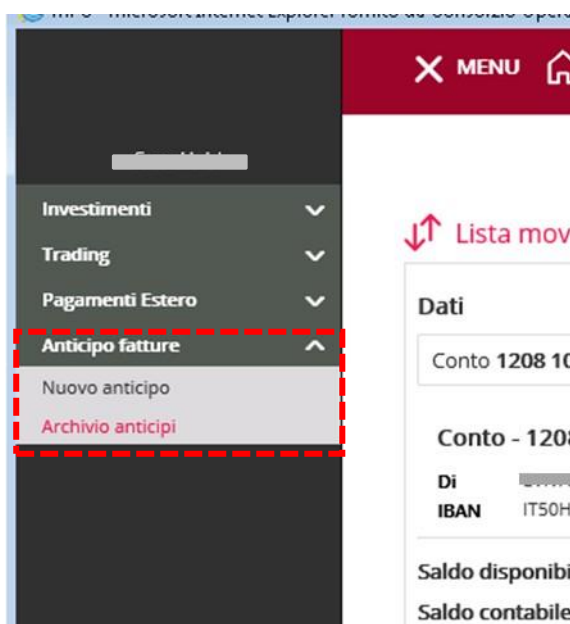 MENU
Investimenti
Trading
Pagamenti Estero
Anticipo fatture
Nuovo anticipo
Archivio anticipi
Lista mov
Dati
Conto 1208 10
Conto - 1208
Di
IBAN IT50H
Saldo disponibi
Saldo contabile